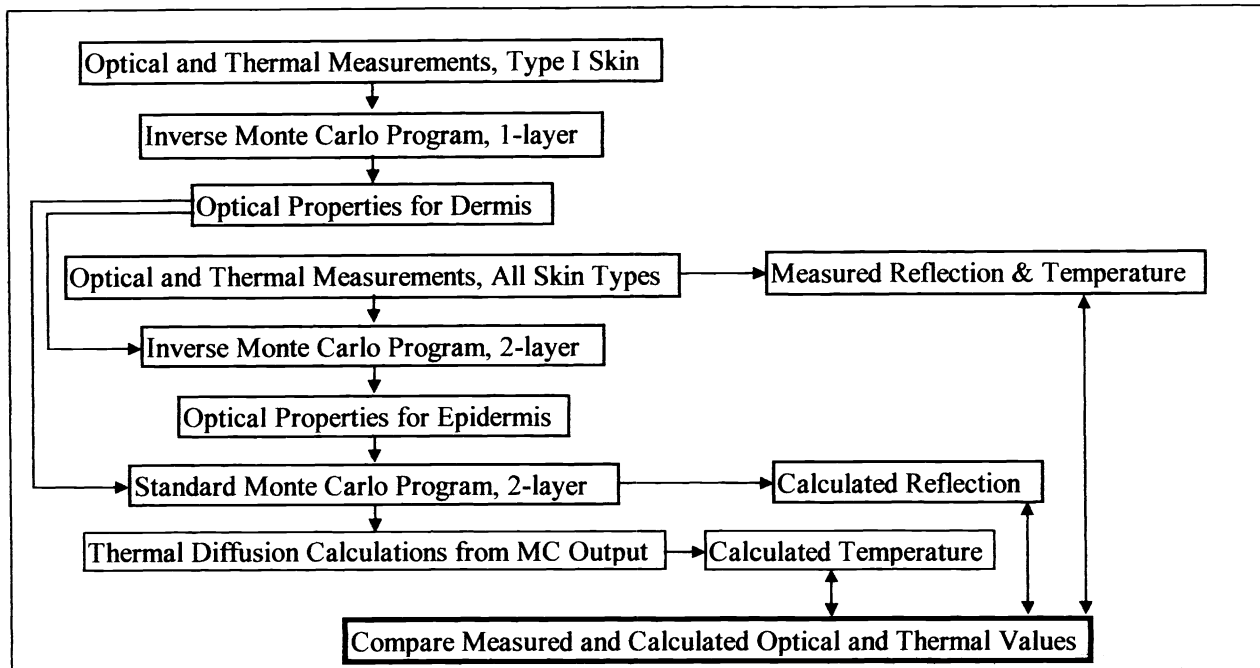 Optical and Thermal Measurements, Type I Skin
Inverse Monte Carlo Program, 1-layer
Optical Properties for Dermis
Optical and Thermal Measurements, All Skin Types
Measured Reflection & Temperature
Inverse Monte Carlo Program, 2-layer
Optical Properties for Epidermis
Standard Monte Carlo Program, 2-layer
Calculated Reflection
Thermal Diffusion Calculations from MC Output
Calculated Temperature
Compare Measured and Calculated Optical and Thermal Values